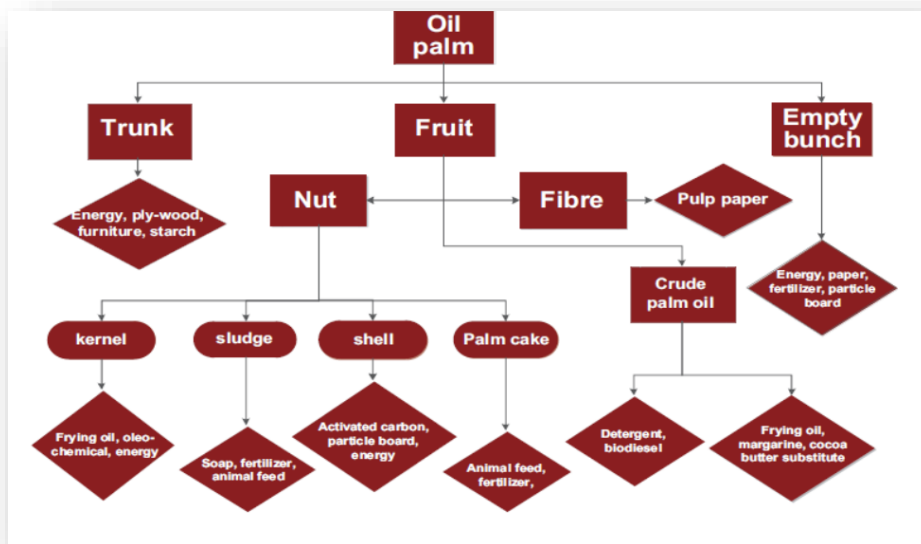 Oil
palm
Trunk
Fruit
Empty
bunch
Energy, ply-wood,
furniture, starch
Nut
Fibre
Pulp paper
Energy, paper,
fertilizer, particle
board
Crude
palm oil
kernel
sludge
shell
Palm cake
Frying oil, oleo-
chemical, energy
Soap, fertilizer,
animal feed
Activated carbon,
particle board,
energy
Animal feed,
fertilizer,
Detergent,
biodiesel
Frying oil,
margarine, cocoa
butter substitute